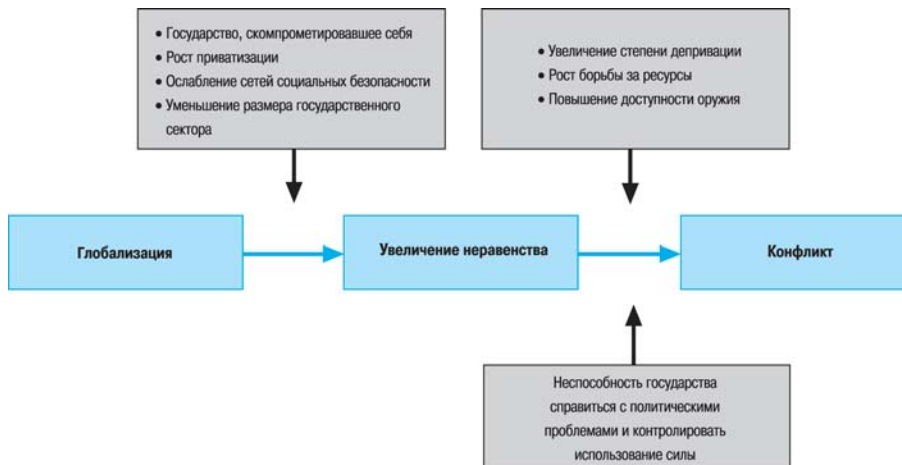 • Государство, скомпрометировавшее себя
• Рост приватизации
• Ослабление сетей социальных безопасности
• Уменьшение размера государственного
сектора
• Увеличение степени депривации
• Рост борьбы за ресурсы
• Повышение доступности оружия
Глобализация
Увеличение неравенства
Конфликт
Неспособность государства
справиться с политическими
проблемами и контролировать
использование силы